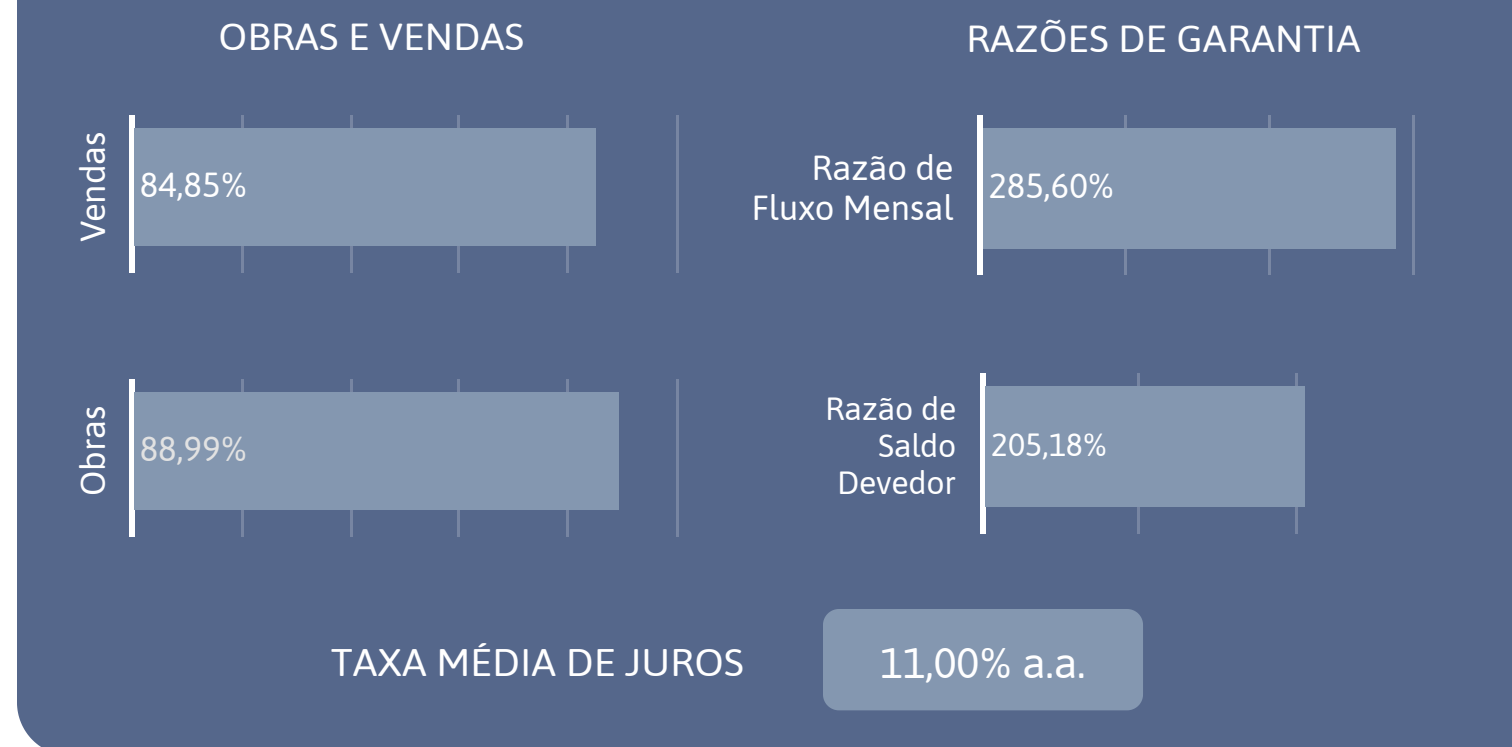 OBRAS E VENDAS
Vendas
84,85%
Obras
88,99%
RAZÕES DE GARANTIA
Razão de
Fluxo Mensal
285,60%
Razão de
Saldo
Devedor
205,18%
TAXA MÉDIA DE JUROS
11,00% a.a.